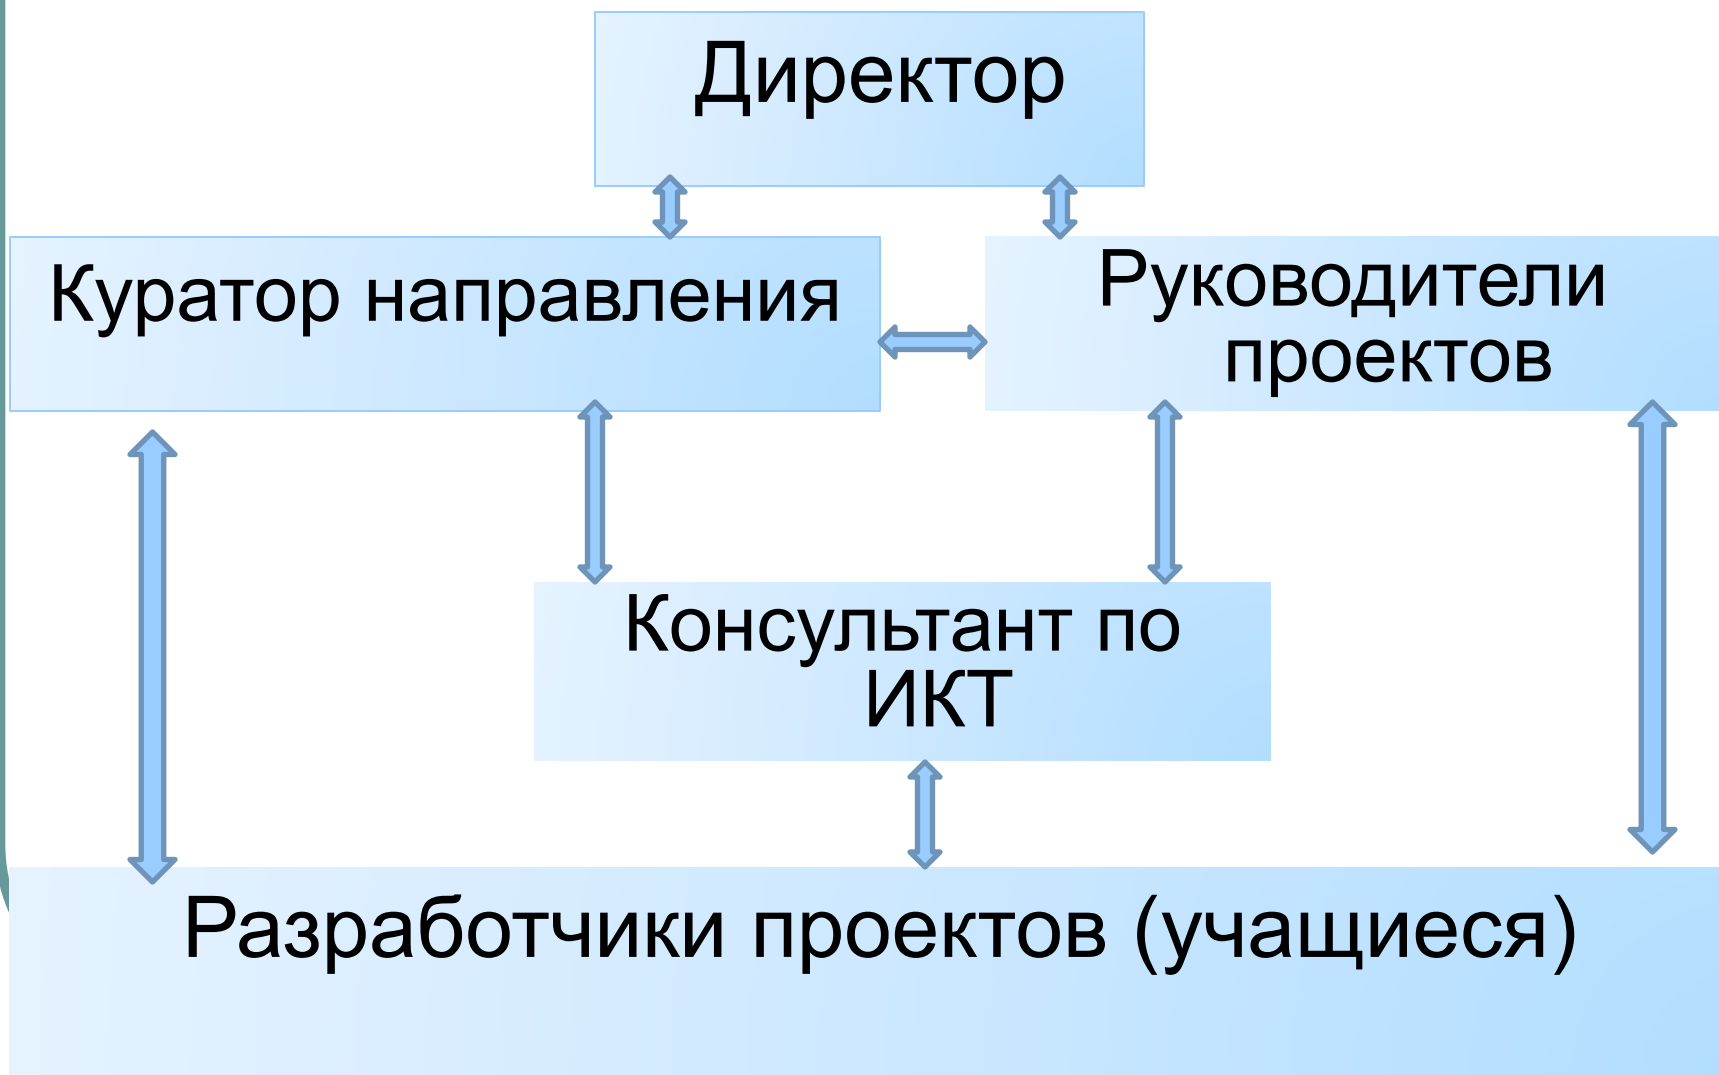 Директор
Куратор направления
Руководители
проектов
Консультант по
ИКТ
Разработчики проектов (учащиеся)